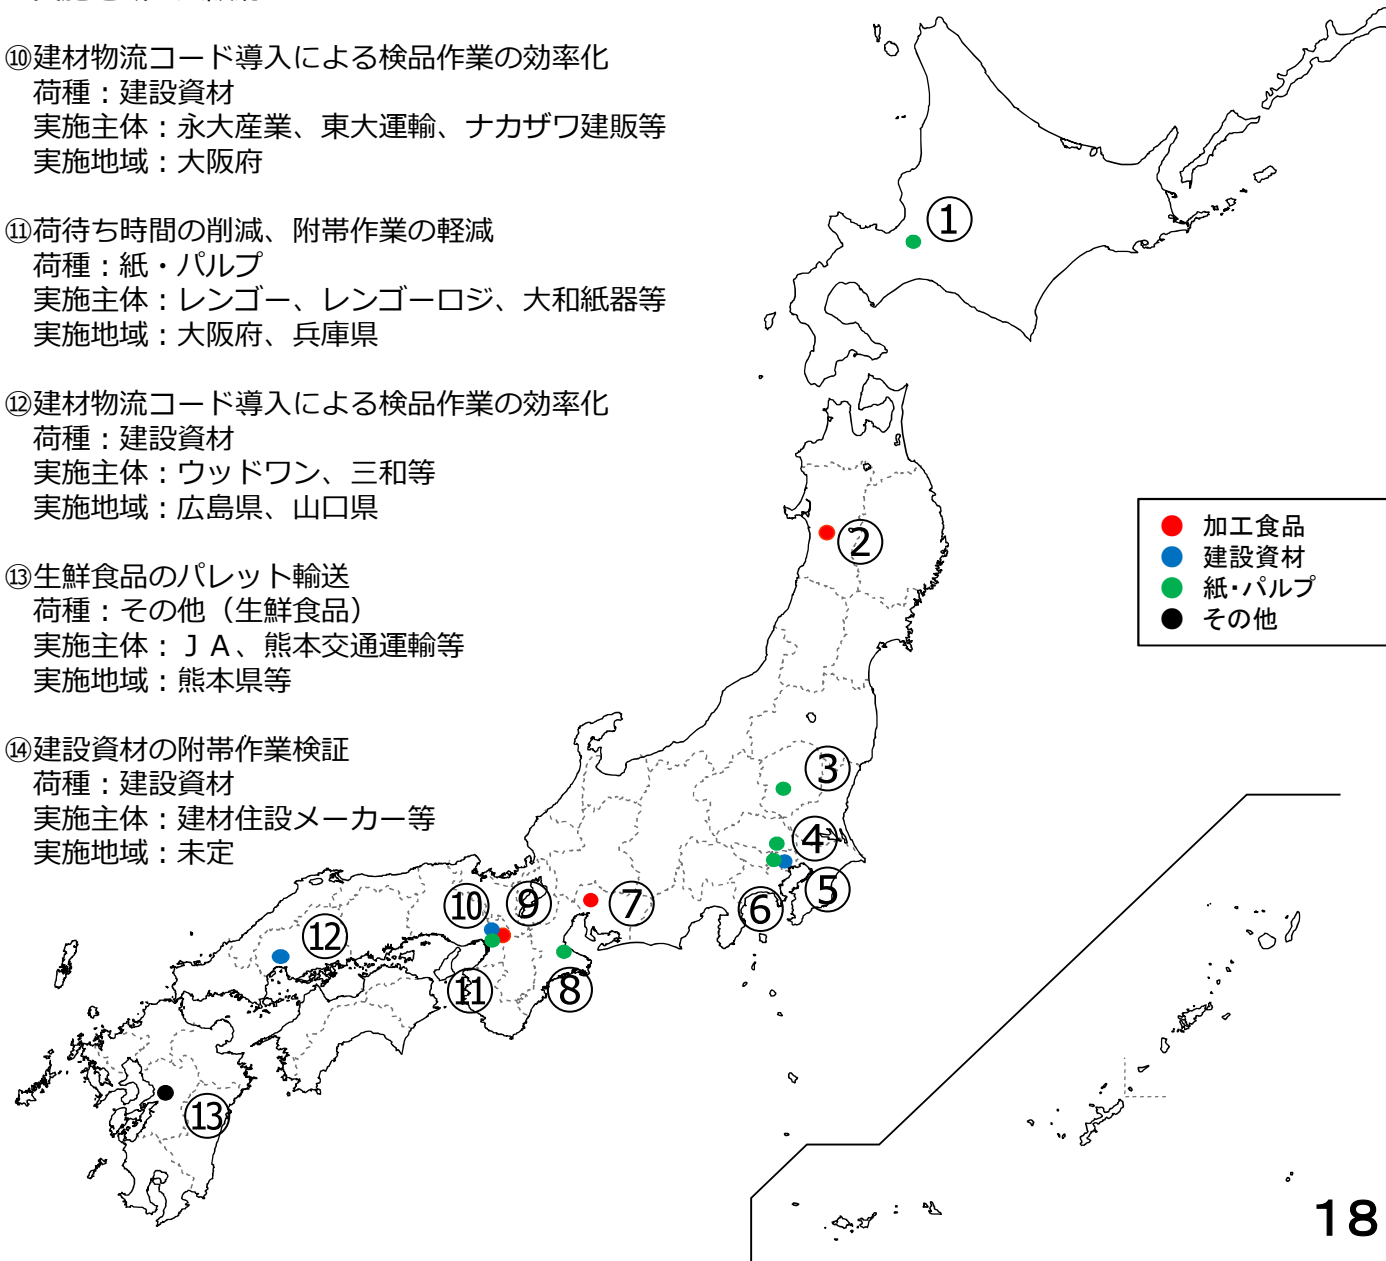 ⑩建材物流コード導入による検品作業の効率化
荷種：建設資材
実施主体：永大産業、東大運輸、ナカザワ建販等
実施地域：大阪府
⑪荷待ち時間の削減、附帯作業の軽減
荷種：紙・パルプ
実施主体：レンゴー、レンゴーロジ、大和紙器等
実施地域：大阪府、兵庫県
⑫建材物流コード導入による検品作業の効率化
荷種：建設資材
実施主体：ウッドワン、三和等
実施地域：広島県、山口県
⑬生鮮食品のパレット輸送
荷種：その他（生鮮食品）
実施主体：ＪＡ、熊本交通運輸等
実施地域：熊本県等
⑭建設資材の附帯作業検証
荷種：建設資材
実施主体：建材住設メーカー等
実施地域：未定
①
②
加工食品
建設資材
紙・パルプ
その他
③
④
⑤
⑥
⑦
⑨
⑩
⑫
⑪
⑧
⑬
18